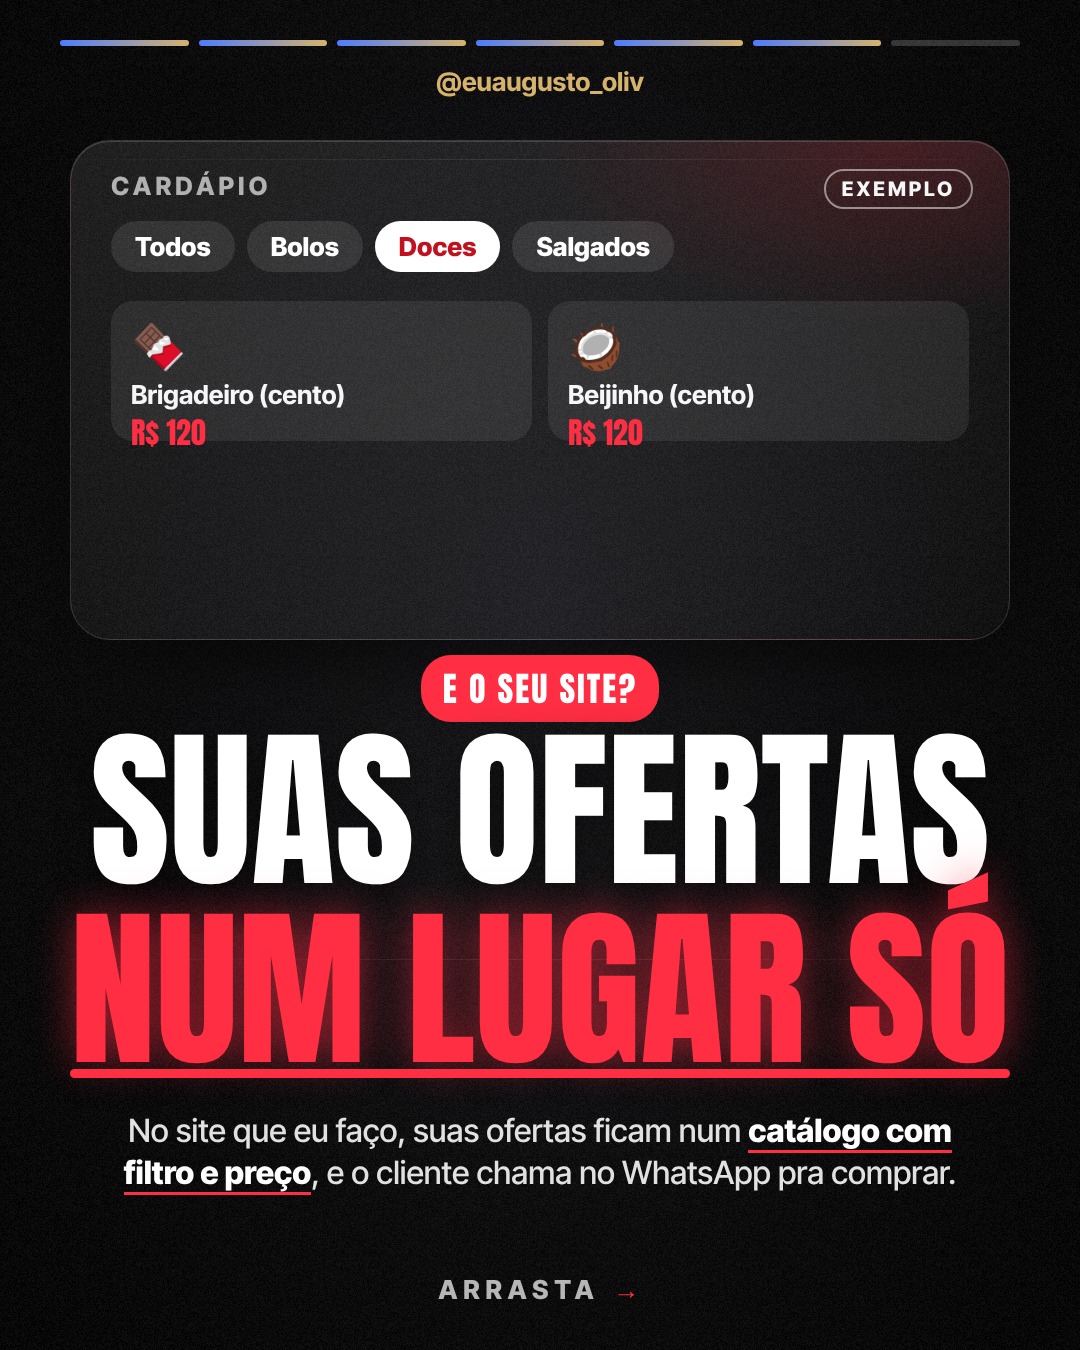 @euaugusto_oliv
CARDÁPIO
EXEMPLO
Todos Bolos Doces Salgados
Brigadeiro (cento)
R$ 120
Beijinho (cento)
R$ 120
E O SEU SITE?
SUAS OFERTAS
NUM LUGAR SÓ
No site que eu faço, suas ofertas ficam num catálogo com
filtro e preço, e o cliente chama no WhatsApp pra comprar.
ARRASTA →